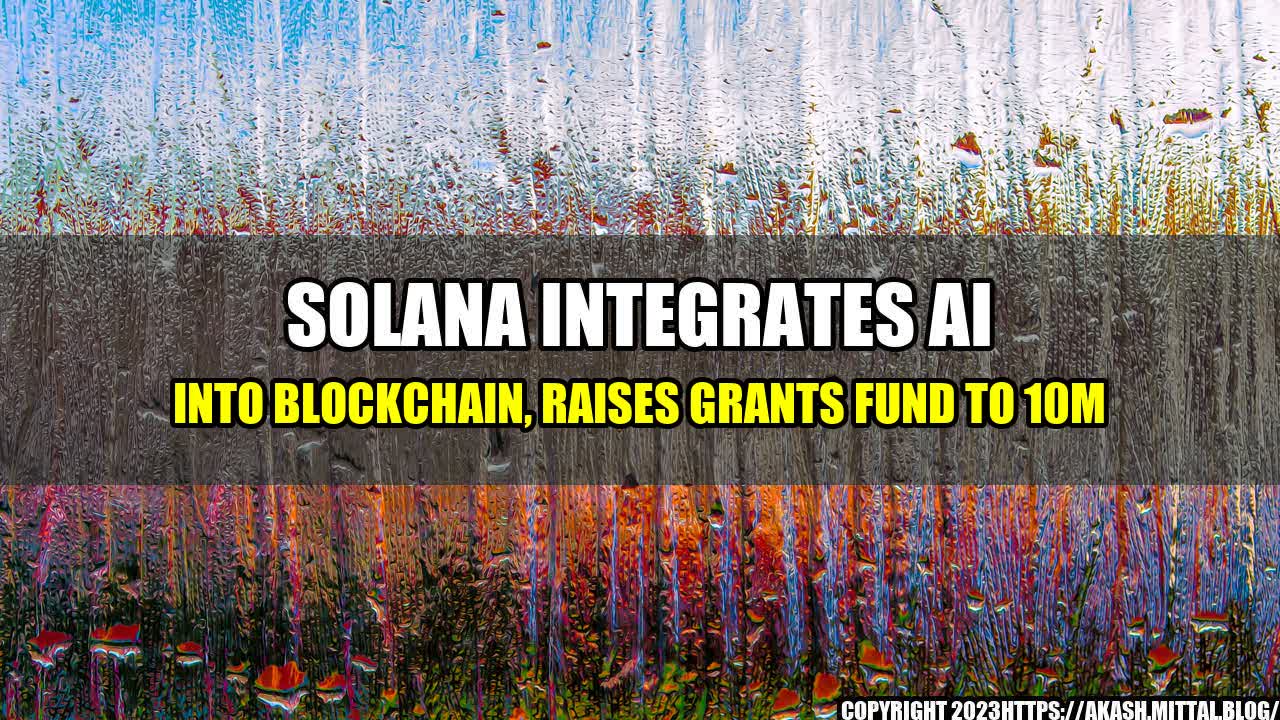 SOLANA INTEGRATES AI
INTO BLOCKCHAIN, RAISES GRANTS FUND TO 10M
COPYRIGHT 2023HTTPS://AKASH.MITTAL.BLOG/